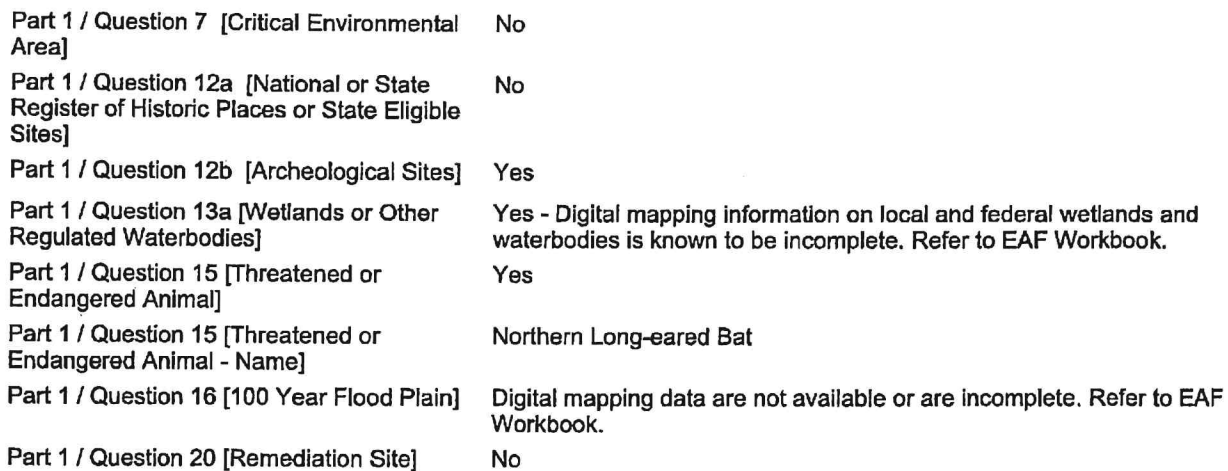 Part 1 / Question 7 [Critical Environmental Area]
No
Part 1 / Question 12a [National or State Register of Historic Places or State Eligible Sites]
No
Part 1 / Question 12b [Archeological Sites]
Yes
Part 1 / Question 13a [Wetlands or Other Regulated Waterbodies]
Yes - Digital mapping information on local and federal wetlands and waterbodies is known to be incomplete. Refer to EAF Workbook.
Part 1 / Question 15 [Threatened or Endangered Animal]
Yes
Part 1 / Question 15 [Threatened or Endangered Animal - Name]
Northern Long-eared Bat
Part 1 / Question 16 [100 Year Flood Plain]
Digital mapping data are not available or are incomplete. Refer to EAF Workbook.
Part 1 / Question 20 [Remediation Site]
No